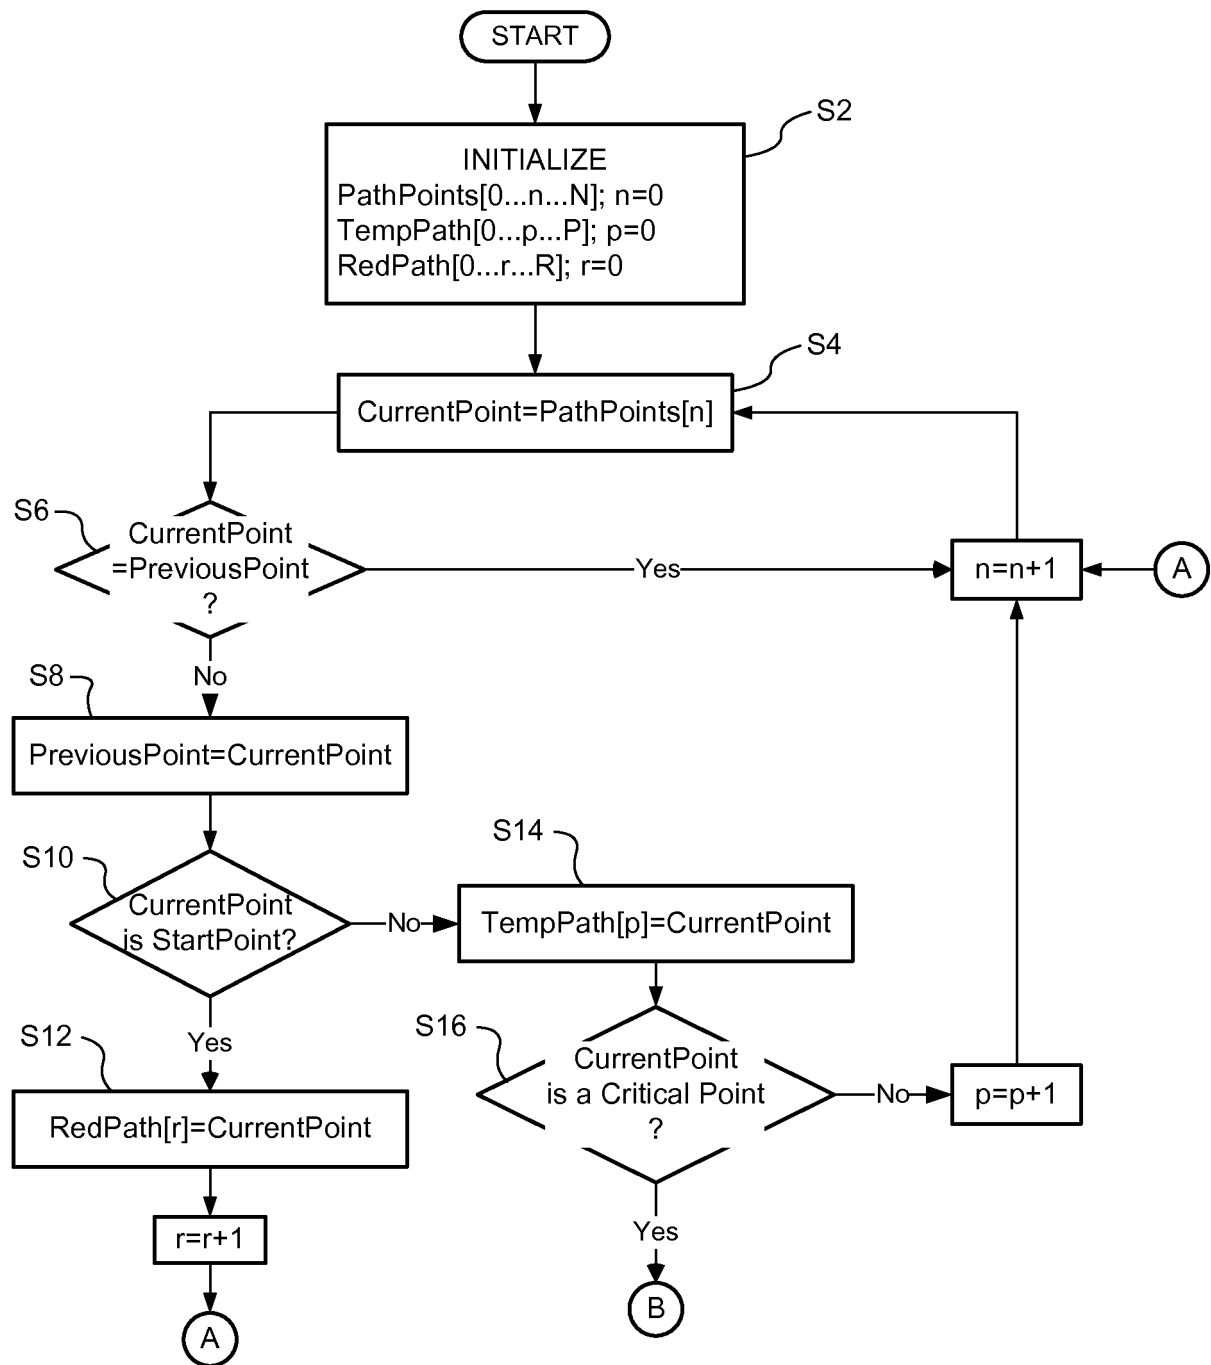 START
S2
INITIALIZE
PathPoints[0...n...N]; n=0
TempPath[0...p...P]; p=0
RedPath[0...r...R]; r=0
S4
CurrentPoint=PathPoints[n]
S6
CurrentPoint
=PreviousPoint
?
Yes
n=n+1
A
No
S8
PreviousPoint=CurrentPoint
S10
CurrentPoint
is StartPoint?
No
S14
TempPath[p]=CurrentPoint
Yes
S16
CurrentPoint
is a Critical Point
?
No
p=p+1
S12
RedPath[r]=CurrentPoint
r=r+1
Yes
A
B